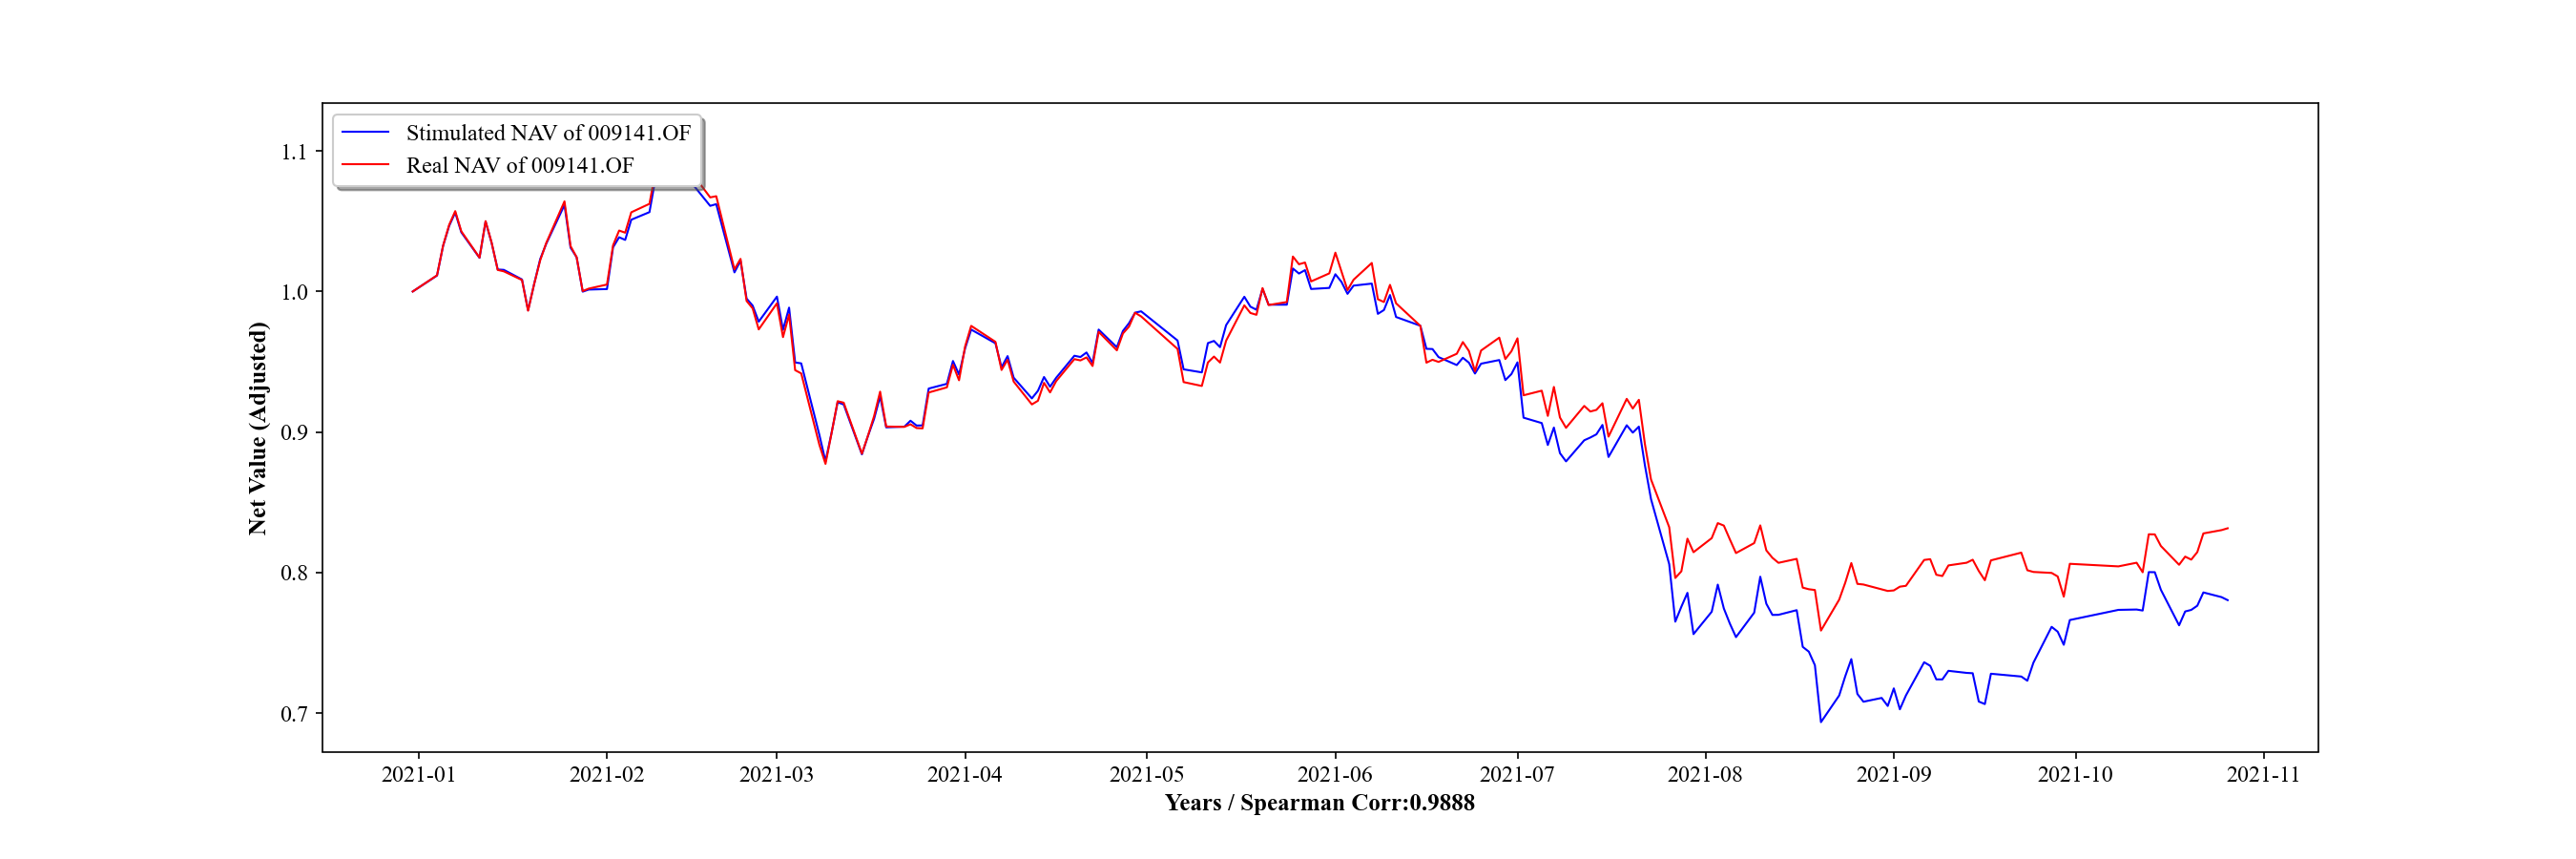 Stimulated NAV of 009141.OF
Real NAV of 009141.OF
Net Value (Adjusted)
1.1
1.0
0.9
0.8
0.7
2021-01 2021-02 2021-03 2021-04 2021-05 2021-06 2021-07 2021-08 2021-09 2021-10 2021-11
Years / Spearman Corr:0.9888